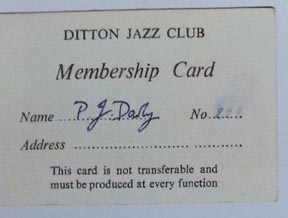 DITTON JAZZ CLUB
Membership Card
Name P J Darby No.
Address
This card is not transferable and
must be produced at every function